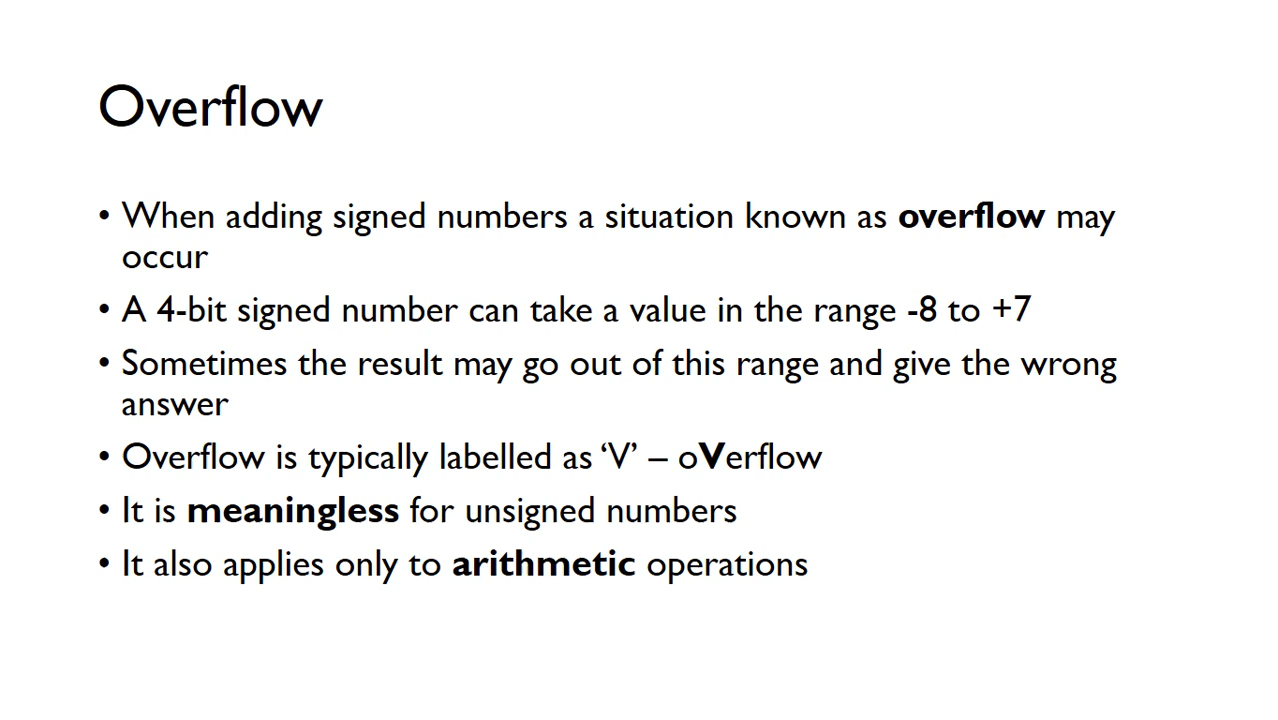 Overflow
• When adding signed numbers a situation known as overflow may
occur
• A 4-bit signed number can take a value in the range -8 to +7
• Sometimes the result may go out of this range and give the wrong
answer
• Overflow is typically labelled as ‘V’ – oVerflow
• It is meaningless for unsigned numbers
• It also applies only to arithmetic operations